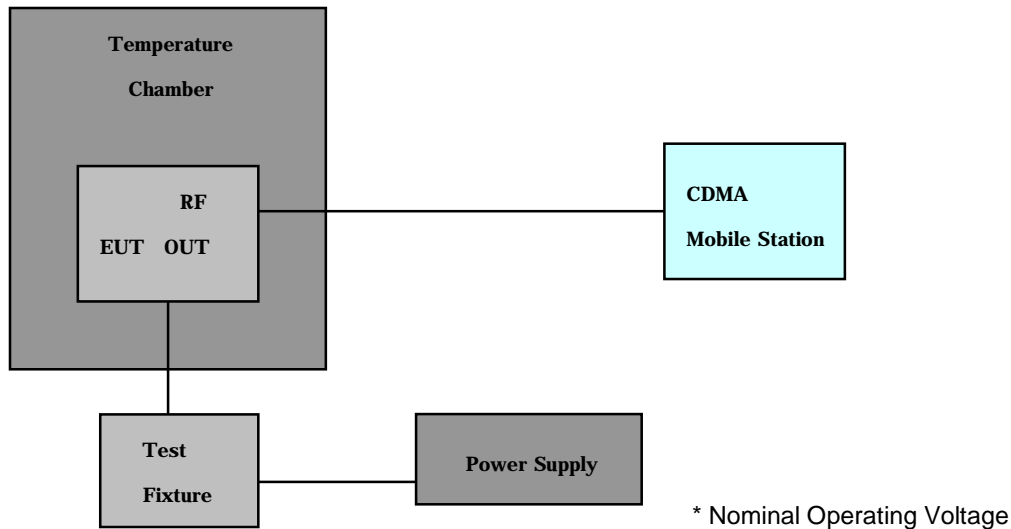 Temperature
Chamber
RF
EUT OUT
CDMA
Mobile Station
Test
Fixture
Power Supply
* Nominal Operating Voltage